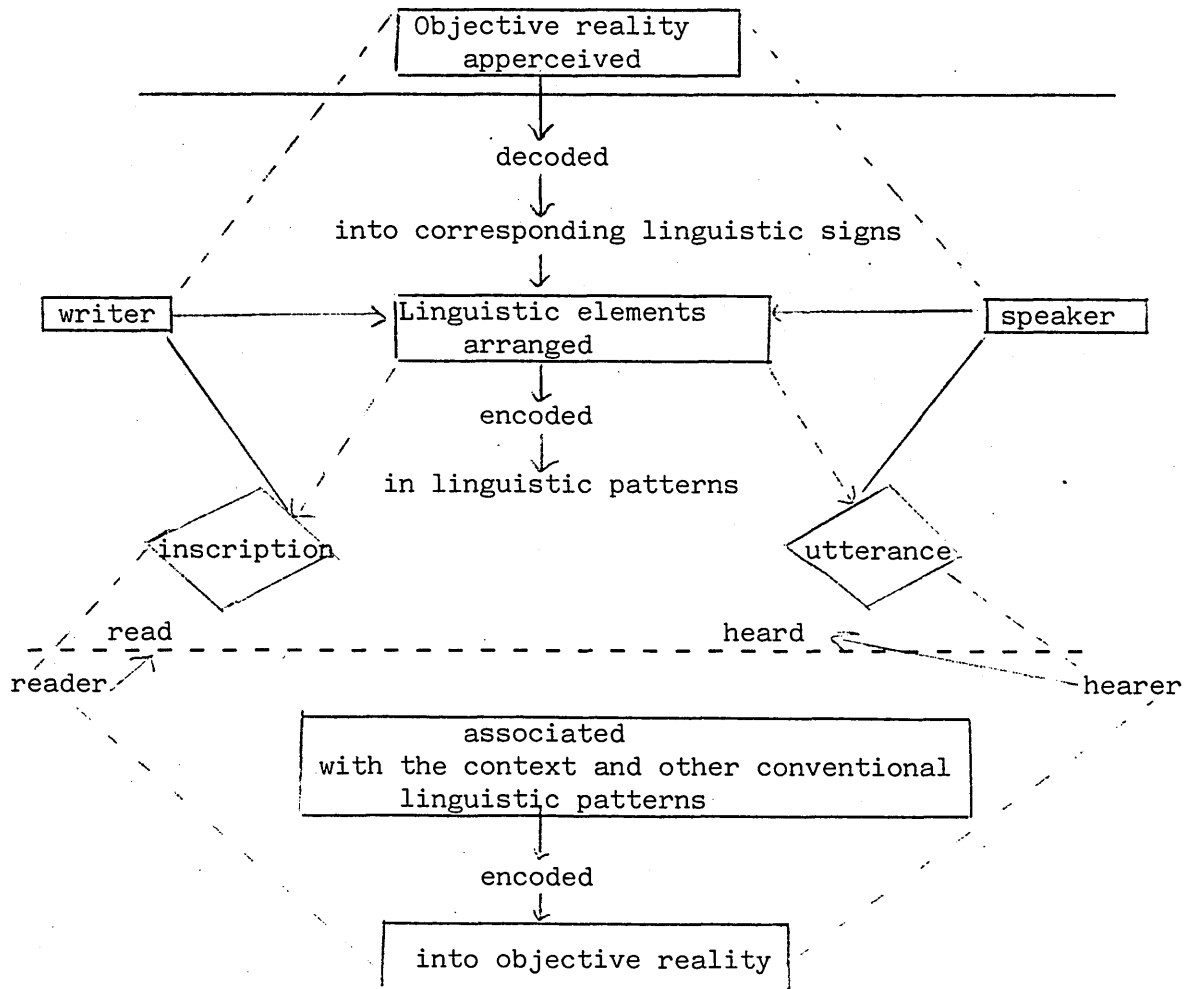 Objective reality
apperceived
decoded
into corresponding linguistic signs
writer
Linguistic elements
arranged
speaker
encoded
in linguistic patterns
inscription
utterance
read
heard
reader
hearer
associated
with the context and other conventional
linguistic patterns
encoded
into objective reality